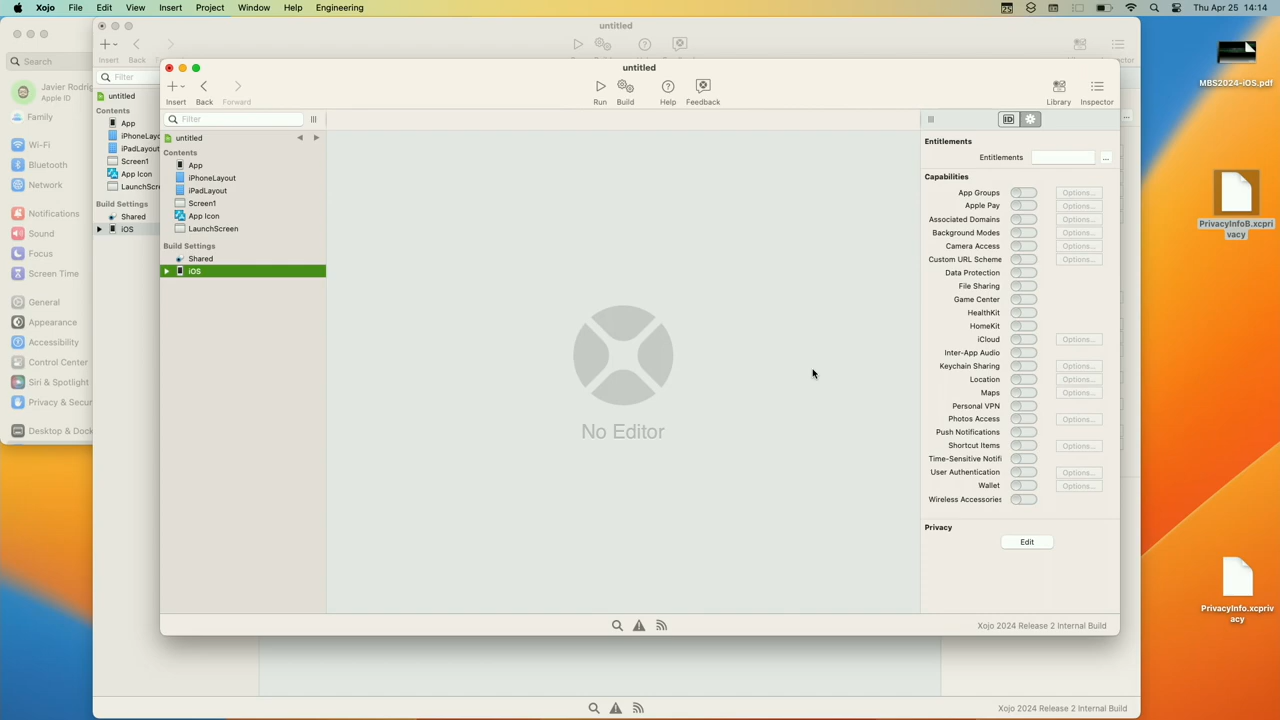 Xojo File Edit View Insert Project Window Help Engineering
25 Thu Apr 25 14:14
untitled
Insert Back
Search
Filter
Apple ID
Family
Wi-Fi
Bluetooth
Network
Notifications
Sound
Focus
Screen Time
General
Appearance
Accessibility
Control Center
Siri & Spotlight
Privacy & Secur
Desktop & Dock
untitled
Contents
App
iPhoneLayo
iPadLayout
Screen1
App Icon
LaunchScre
Build Settings
Shared
iOS
untitled
Insert Back Forward
Run Build Help Feedback
Library Inspector
Filter
untitled
Contents
App
iPhoneLayout
iPadLayout
Screen1
App Icon
LaunchScreen
Build Settings
Shared
iOS
No Editor
ID
Entitlements
Entitlements ...
Capabilities
App Groups Options...
Apple Pay Options...
Associated Domains Options...
Background Modes Options...
Camera Access Options...
Custom URL Scheme Options...
Data Protection
File Sharing
Game Center
HealthKit
HomeKit
iCloud Options...
Inter-App Audio
Keychain Sharing Options...
Location Options...
Maps Options...
Personal VPN
Photos Access Options...
Push Notifications
Shortcut Items Options...
Time-Sensitive Notifi
User Authentication Options...
Wallet Options...
Wireless Accessories
Privacy
Edit
Xojo 2024 Release 2 Internal Build
Xojo 2024 Release 2 Internal Build
MBS2024-iOS.pdf
PrivacyInfoB.xcpri
vacy
PrivacyInfo.xcpriv
acy